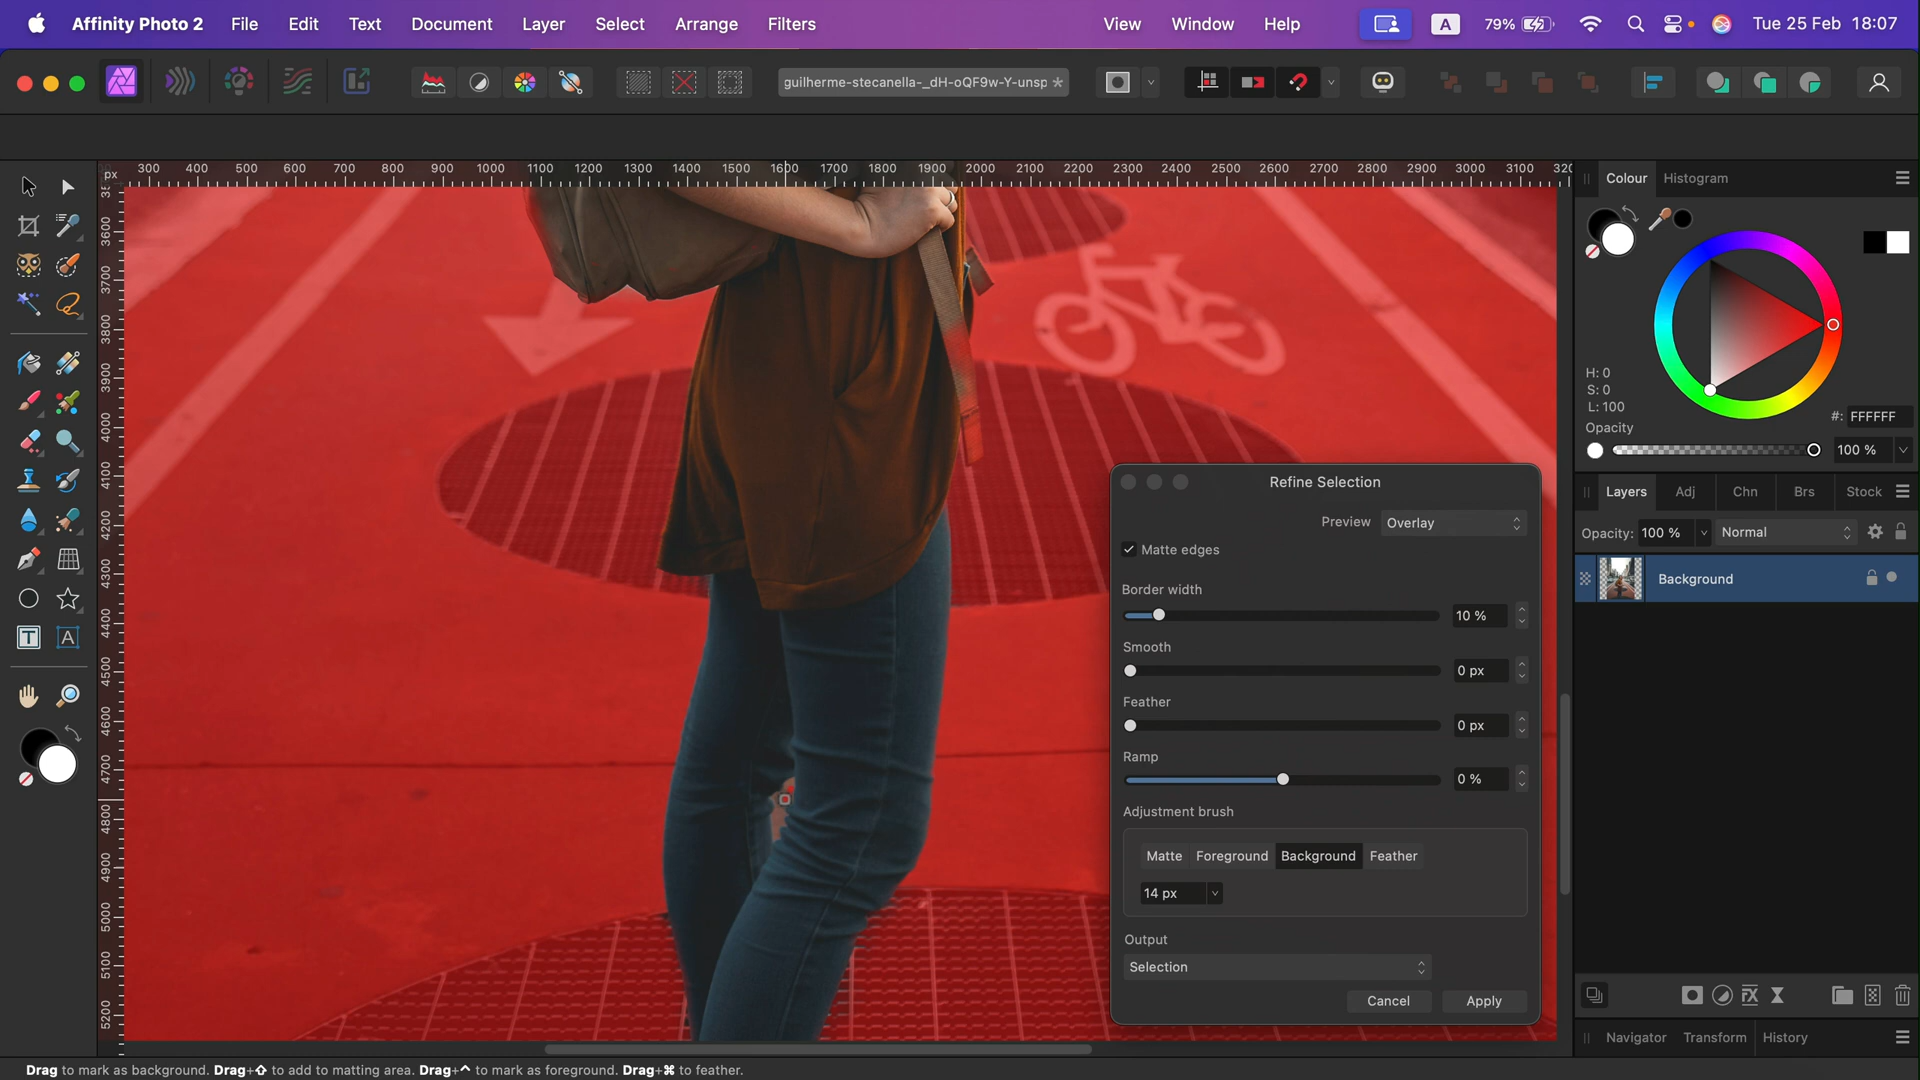 Affinity Photo 2 File Edit Text Document Layer Select Arrange Filters View Window Help A 79% Tue 25 Feb 18:07
guilherme-stecanella-_dH-oQF9w-Y-unsp *
px 300 400 500 600 700 800 900 1000 1100 1200 1300 1400 1500 1600 1700 1800 1900 2000 2100 2200 2300 2400 2500 2600 2700 2800 2900 3000 3100 320
3600
3700
3800
3900
4000
4100
4200
4300
4400
4500
4600
4700
4800
4900
5000
5100
5200
Colour Histogram
H: 0
S: 0
L: 100
#: FFFFFF
Opacity
100 %
Layers Adj Chn Brs Stock
Opacity: 100 % Normal
Background
Refine Selection
Preview Overlay
Matte edges
Border width
10 %
Smooth
0 px
Feather
0 px
Ramp
0 %
Adjustment brush
Matte Foreground Background Feather
14 px
Output
Selection
Cancel Apply
Navigator Transform History
Drag to mark as background. Drag+⇧ to add to matting area. Drag+^ to mark as foreground. Drag+⌘ to feather.